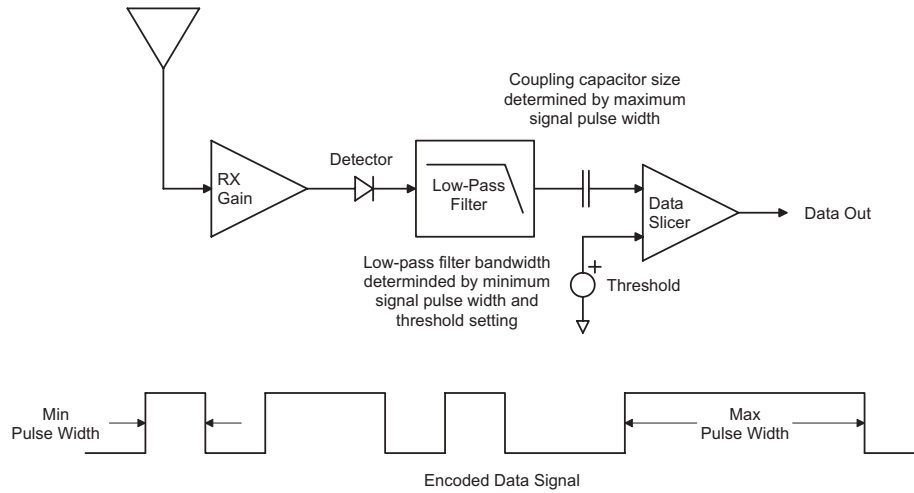 Coupling capacitor size
determined by maximum
signal pulse width
Detector
RX
Gain
Low-Pass
Filter
Data
Slicer
Data Out
Low-pass filter bandwidth
determinded by minimum
signal pulse width and
threshold setting
+
Threshold
Min
Pulse Width
Max
Pulse Width
Encoded Data Signal